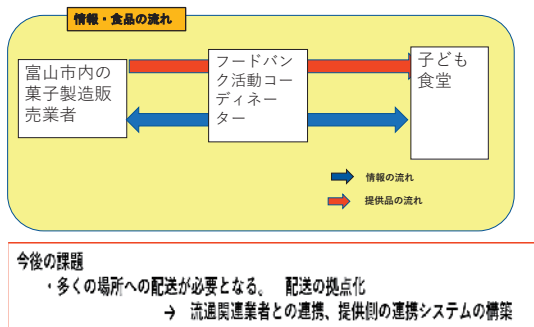 情報・食品の流れ
富山市内の
菓子製造販
売業者
フードバン
ク活動コー
ディネー
ター
子ども
食堂
情報の流れ
提供品の流れ
今後の課題
・多くの場所への配送が必要となる。 配送の拠点化
→ 流通関連業者との連携、提供側の連携システムの構築